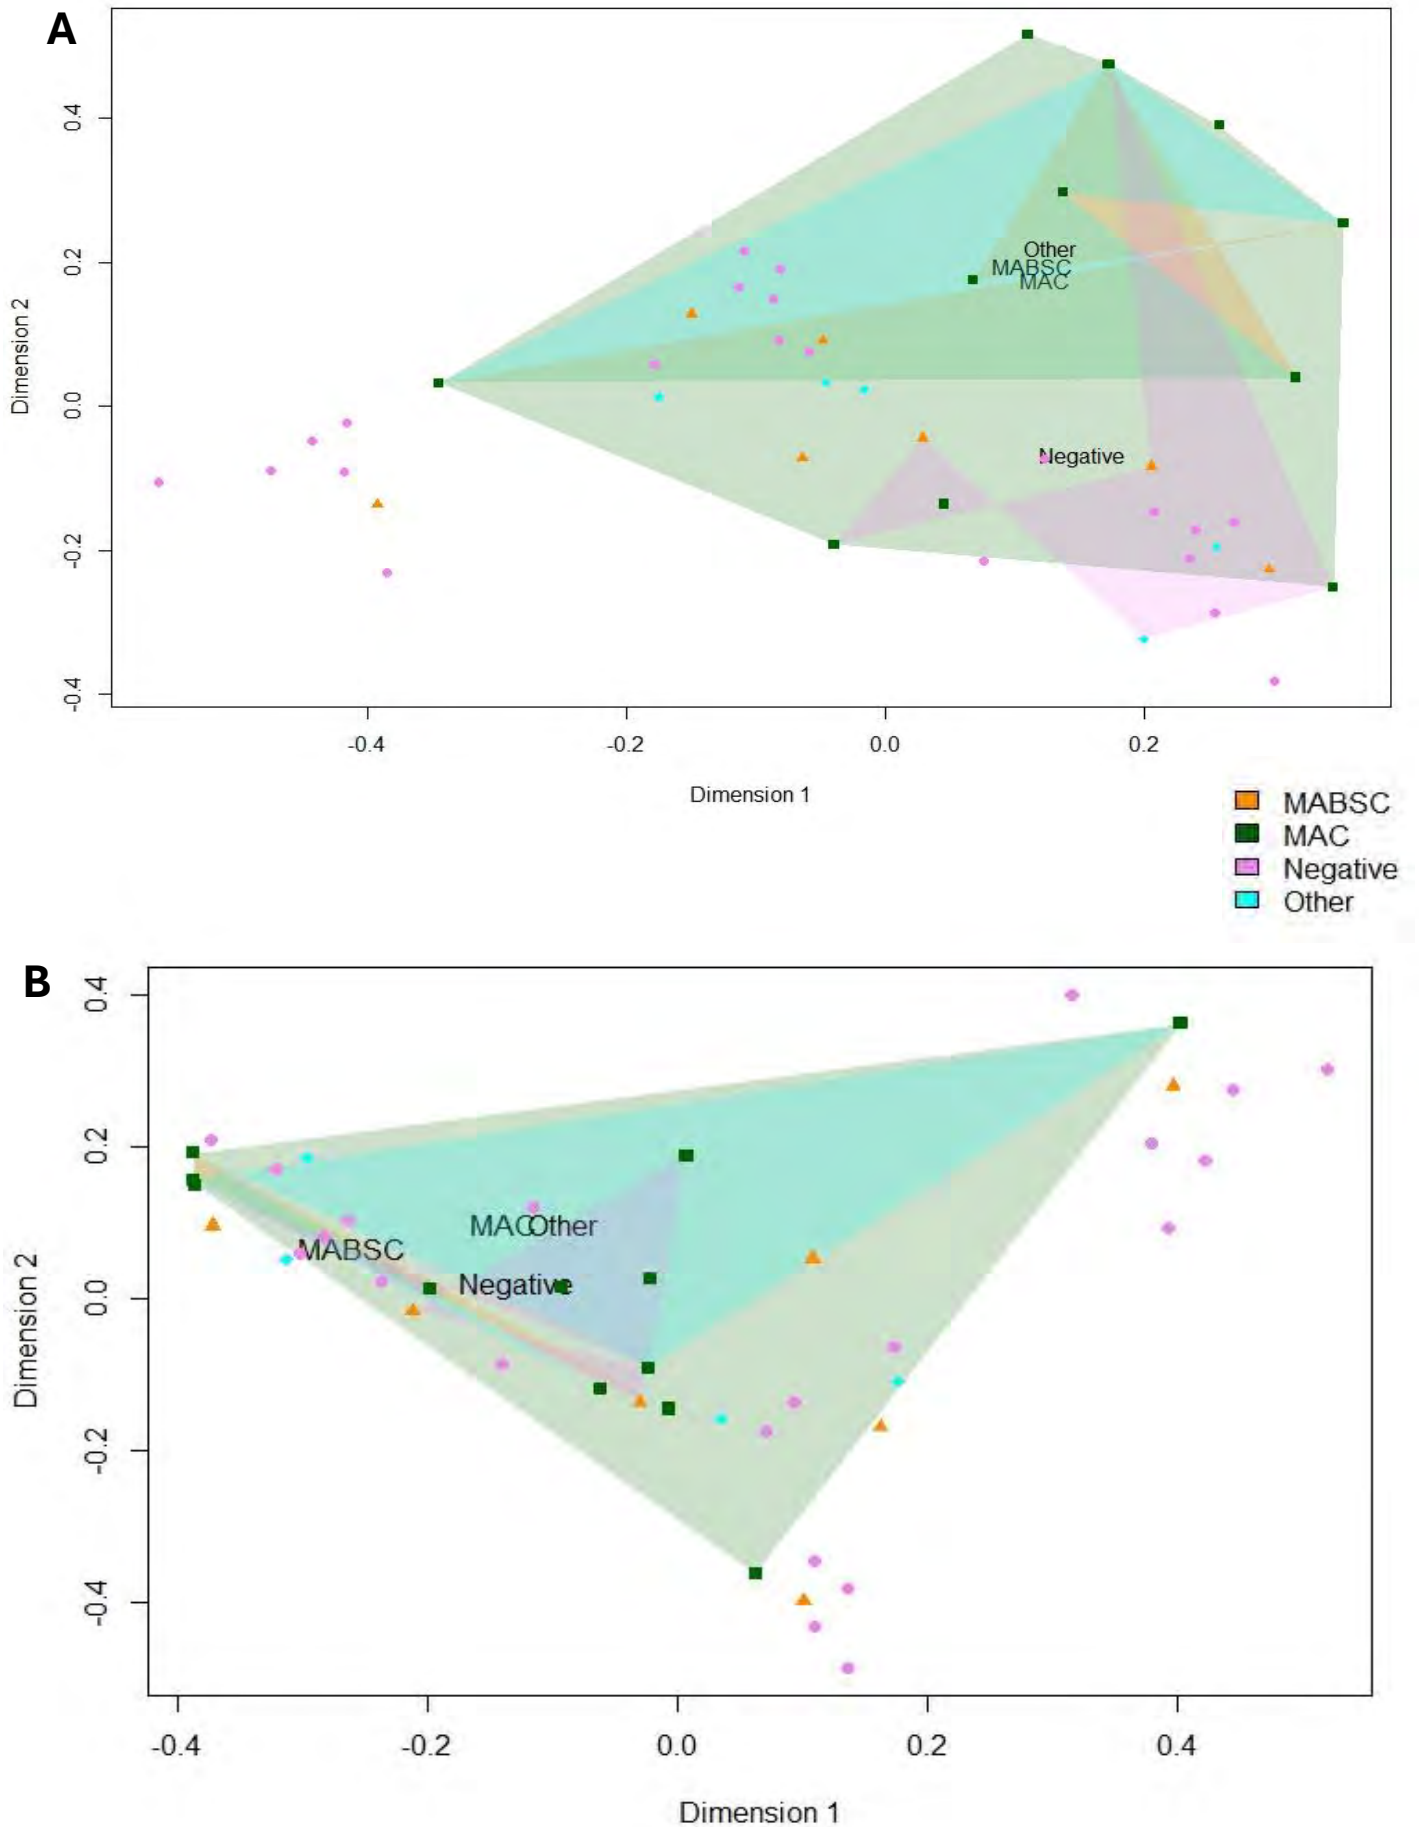 A
0.4
0.2
0.0
-0.2
-0.4
Dimension 2
Other
MABSC
MAC
Negative
-0.4 -0.2 0.0 0.2
Dimension 1
MABSC
MAC
Negative
Other
B
0.4
0.2
0.0
-0.2
-0.4
Dimension 2
MAC Other
MABSC
Negative
-0.4 -0.2 0.0 0.2 0.4
Dimension 1